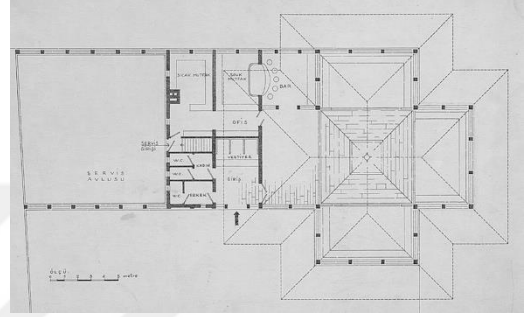 SICAK MUTFAK
SOĞUK MUTFAK
BAR
OFİS
SERVİS
GİRİŞİ
W.C.
KADIN
W.C.
VESTİYER
SERVİS
AVLUSU
GİRİŞ
W.C.
ERKEK
ÖLÇÜ
metre